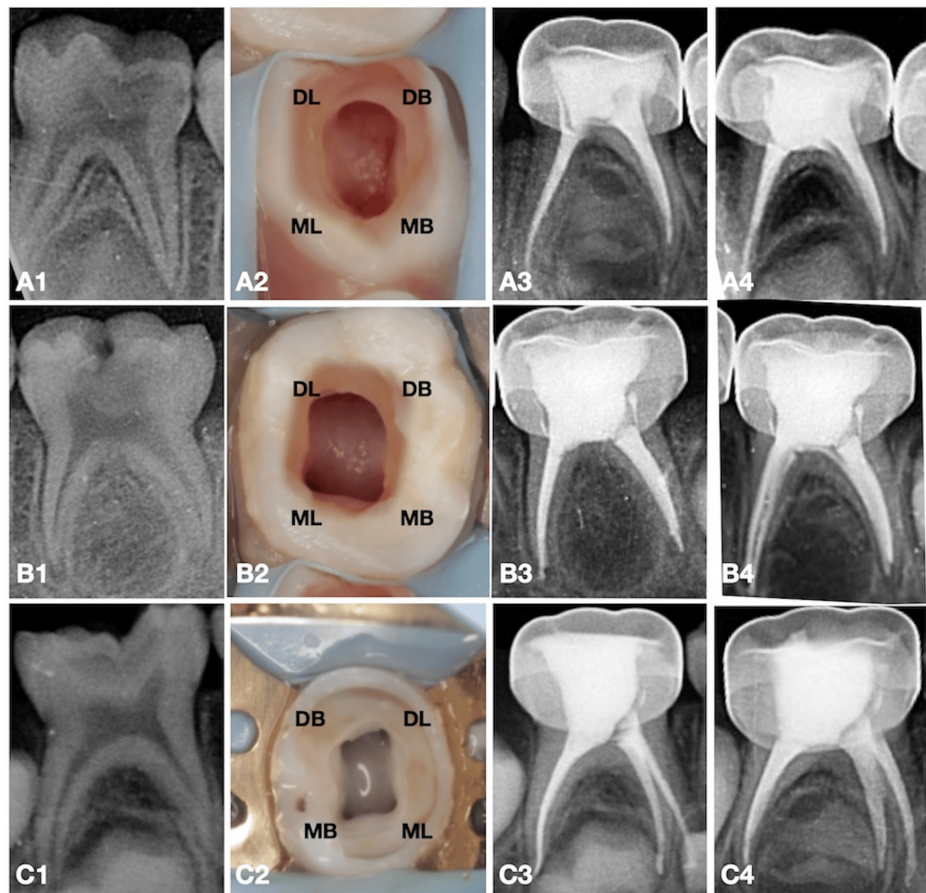 DL DB
ML MB
A1 A2 A3 A4
DL DB
ML MB
B1 B2 B3 B4
DB DL
MB ML
C1 C2 C3 C4